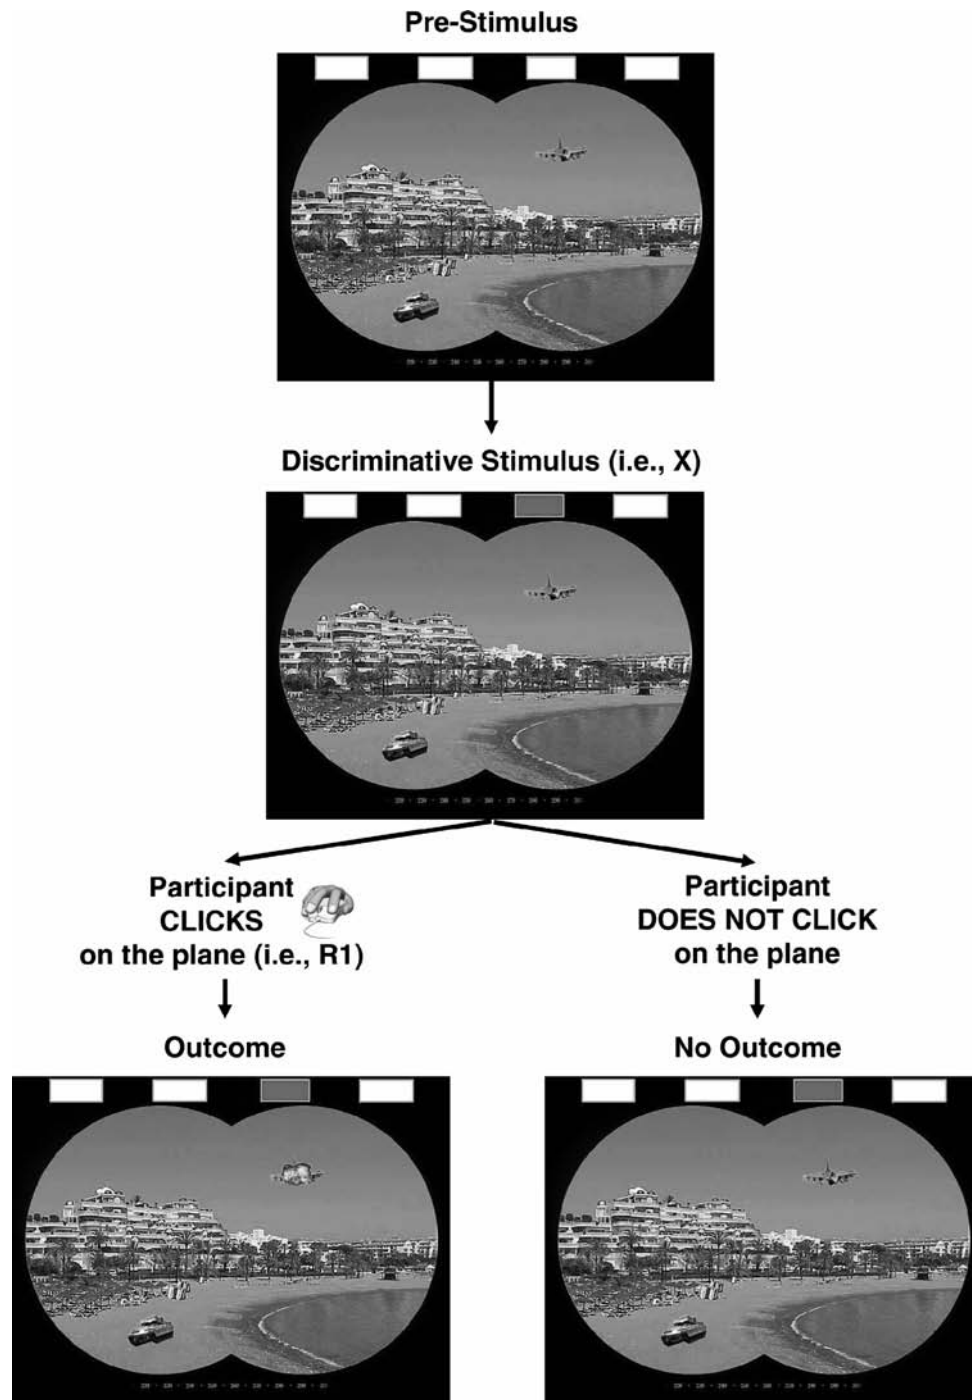 Pre-Stimulus
Discriminative Stimulus (i.e., X)
Participant
CLICKS
on the plane (i.e., R1)
Participant
DOES NOT CLICK
on the plane
Outcome
No Outcome